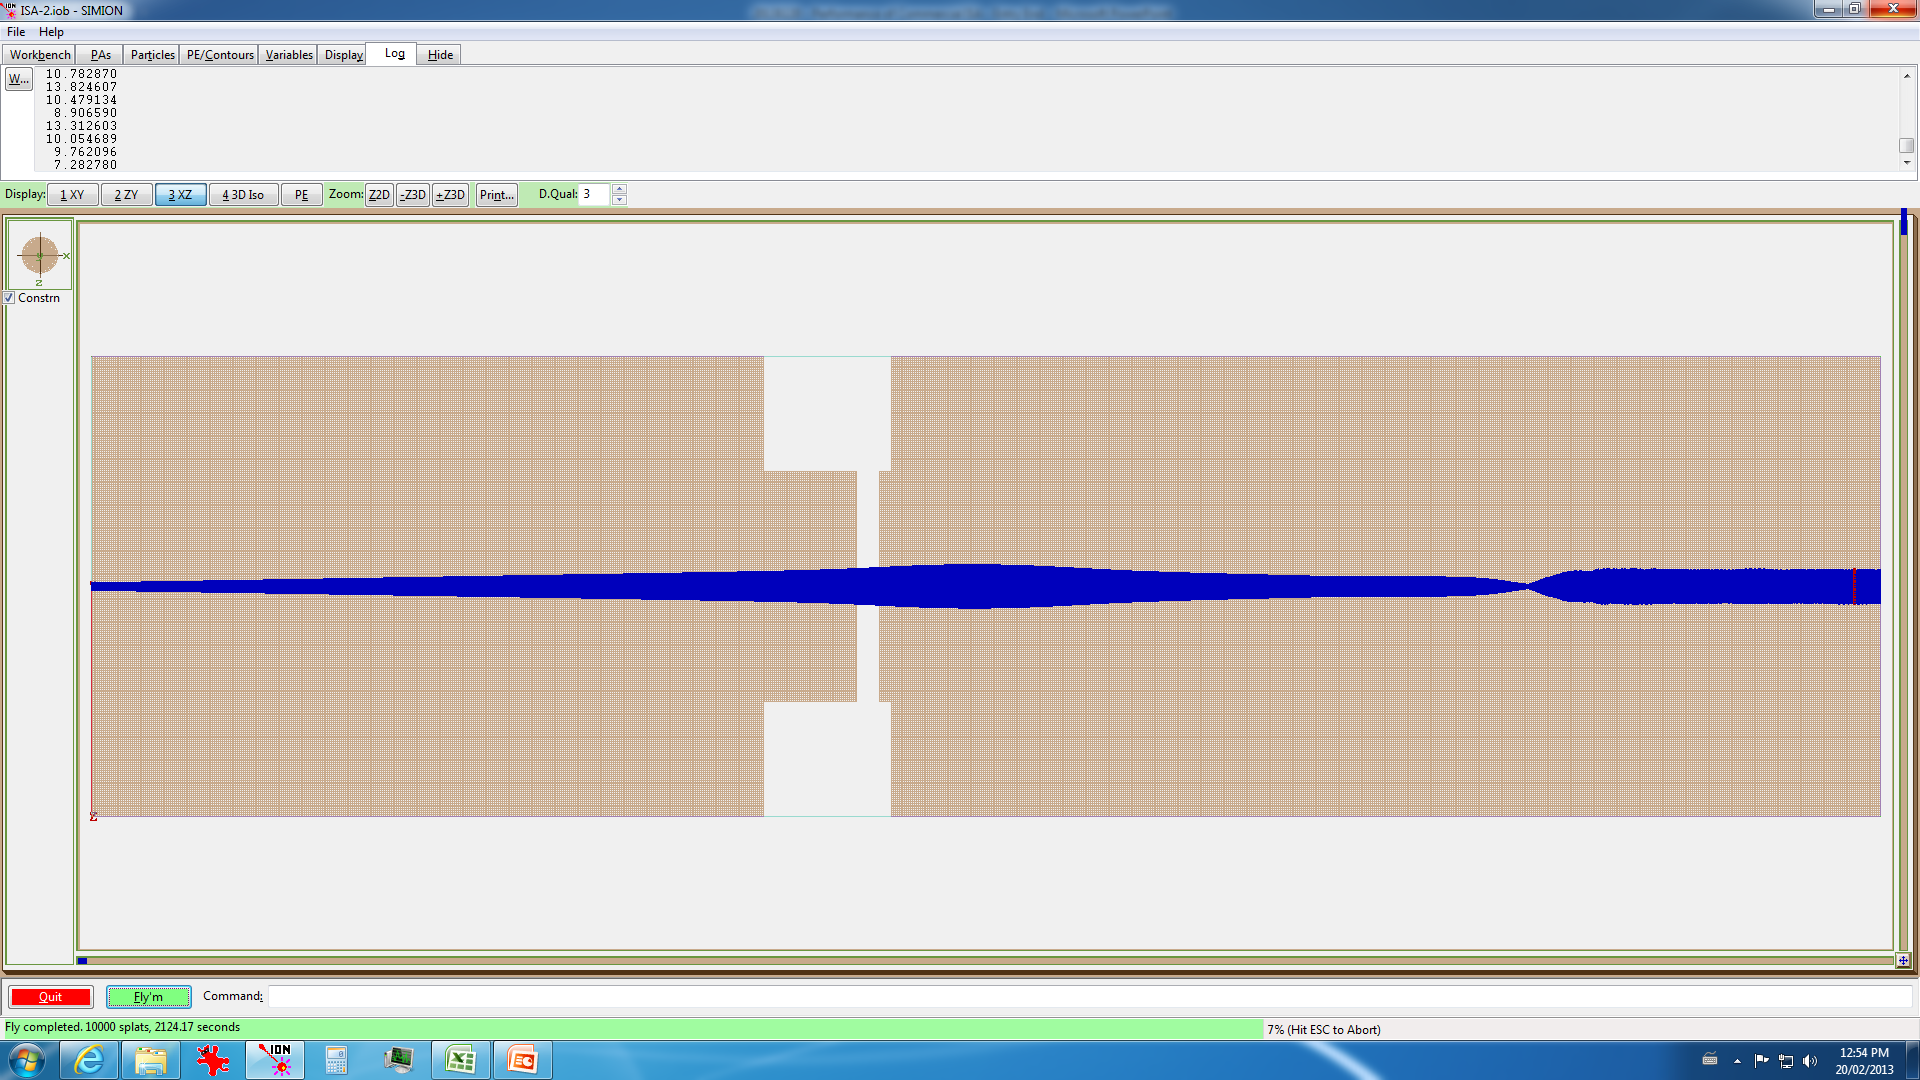 ISA-2.iob - SIMION
File Help
Workbench PAs Particles PE/Contours Variables Display Log Hide
W...
10.782870
13.824607
10.479134
8.906590
13.312603
10.054689
9.762096
7.282780
Display: 1 XY 2 ZY 3 XZ 4 3D Iso PE Zoom: Z2D -Z3D +Z3D Print... D.Qual: 3
X
Z
Constrn
Z
Quit Fly'm Command:
Fly completed. 10000 splats, 2124.17 seconds
7% (Hit ESC to Abort)
ION
12:54 PM
20/02/2013